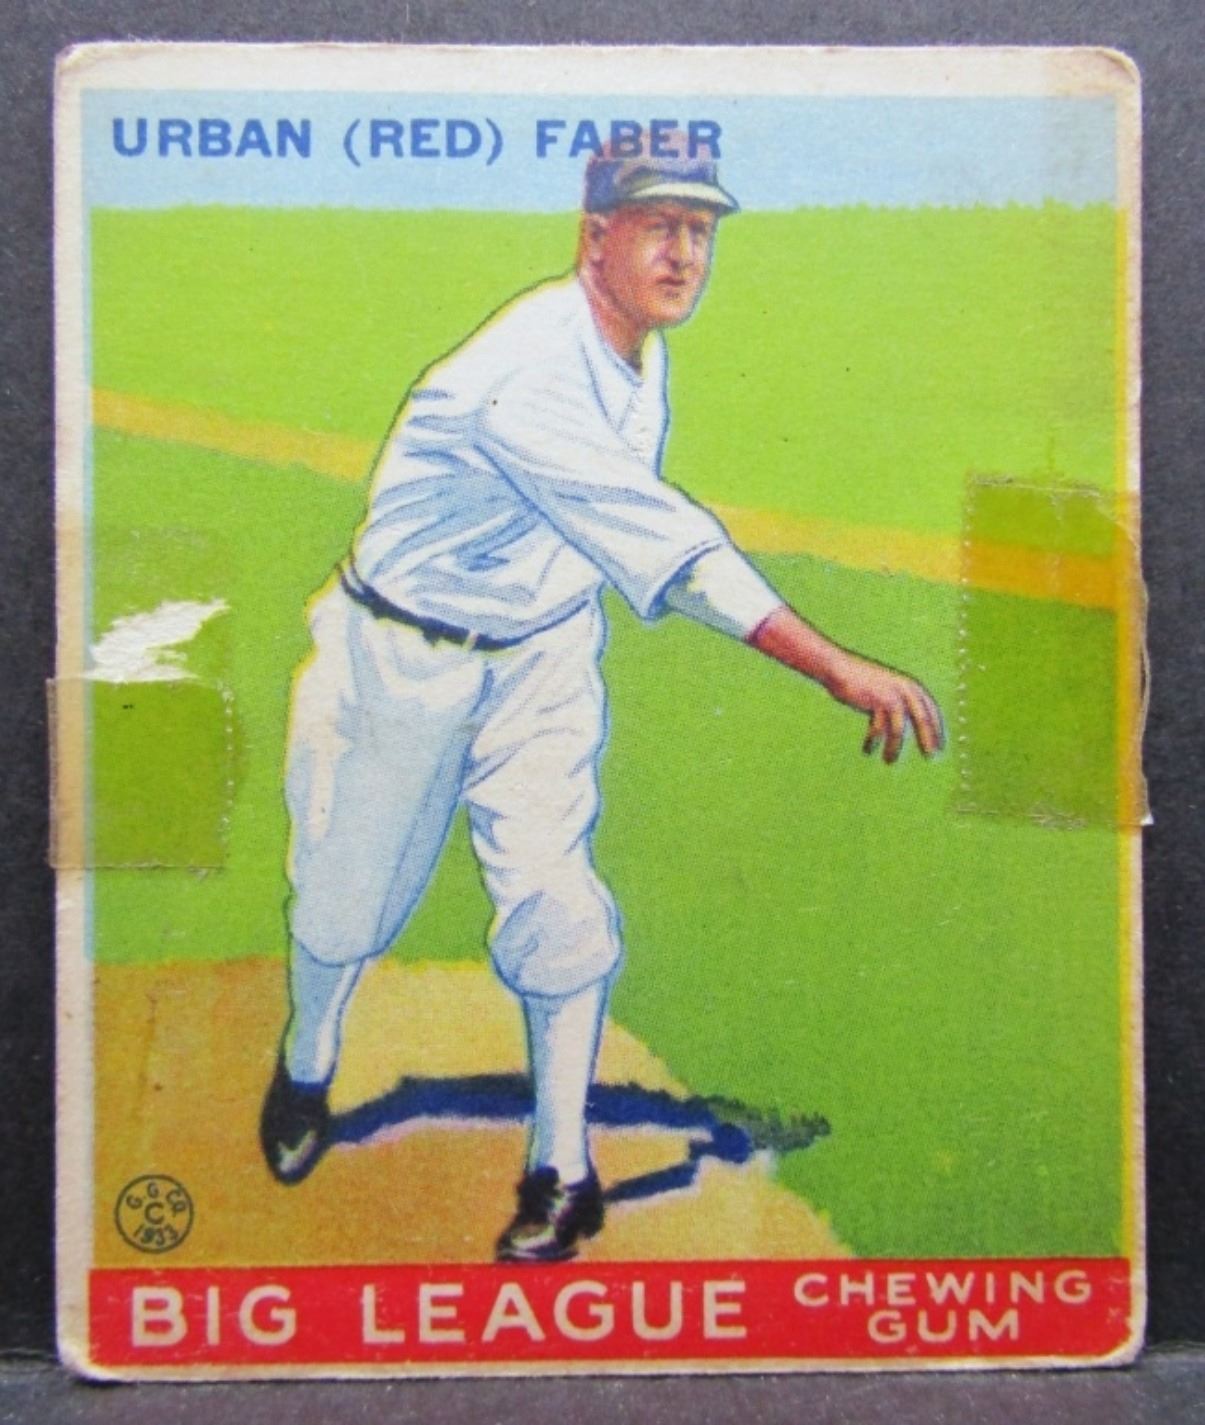 URBAN (RED) FABER
G. G. CO.
C
1933
BIG LEAGUE CHEWING
GUM